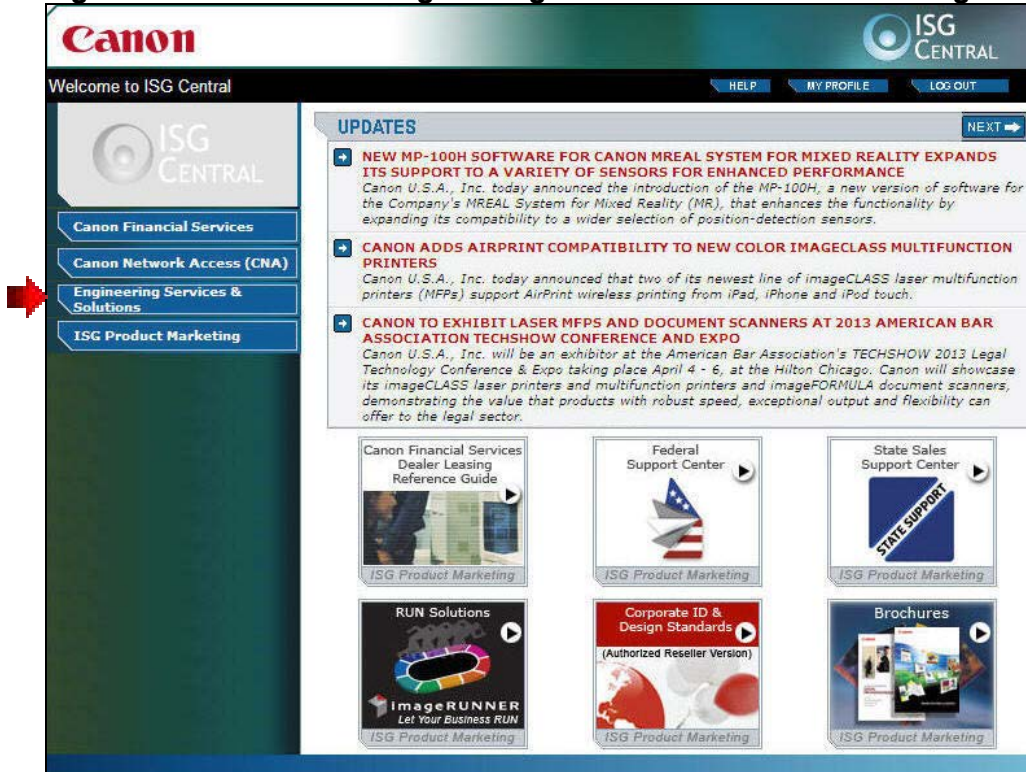 Canon
ISG
CENTRAL
Welcome to ISG Central
HELP
MY PROFILE
LOG OUT
ISG
CENTRAL
Canon Financial Services
Canon Network Access (CNA)
Engineering Services &
Solutions
ISG Product Marketing
UPDATES
NEXT
NEW MP-100H SOFTWARE FOR CANON MREAL SYSTEM FOR MIXED REALITY EXPANDS
ITS SUPPORT TO A VARIETY OF SENSORS FOR ENHANCED PERFORMANCE
Canon U.S.A., Inc. today announced the introduction of the MP-100H, a new version of software for
the Company's MREAL System for Mixed Reality (MR), that enhances the functionality by
expanding its compatibility to a wider selection of position-detection sensors.
CANON ADDS AIRPRINT COMPATIBILITY TO NEW COLOR IMAGECLASS MULTIFUNCTION
PRINTERS
Canon U.S.A., Inc. today announced that two of its newest line of imageCLASS laser multifunction
printers (MFPs) support AirPrint wireless printing from iPad, iPhone and iPod touch.
CANON TO EXHIBIT LASER MFPS AND DOCUMENT SCANNERS AT 2013 AMERICAN BAR
ASSOCIATION TECHSHOW CONFERENCE AND EXPO
Canon U.S.A., Inc. will be an exhibitor at the American Bar Association's TECHSHOW 2013 Legal
Technology Conference & Expo taking place April 4 - 6, at the Hilton Chicago. Canon will showcase
its imageCLASS laser printers and multifunction printers and imageFORMULA document scanners,
demonstrating the value that products with robust speed, exceptional output and flexibility can
offer to the legal sector.
Canon Financial Services
Dealer Leasing
Reference Guide
ISG Product Marketing
Federal
Support Center
ISG Product Marketing
State Sales
Support Center
STATE SUPPORT
ISG Product Marketing
RUN Solutions
imageRUNNER
Let Your Business RUN
ISG Product Marketing
Corporate ID &
Design Standards
(Authorized Reseller Version)
ISG Product Marketing
Brochures
ISG Product Marketing